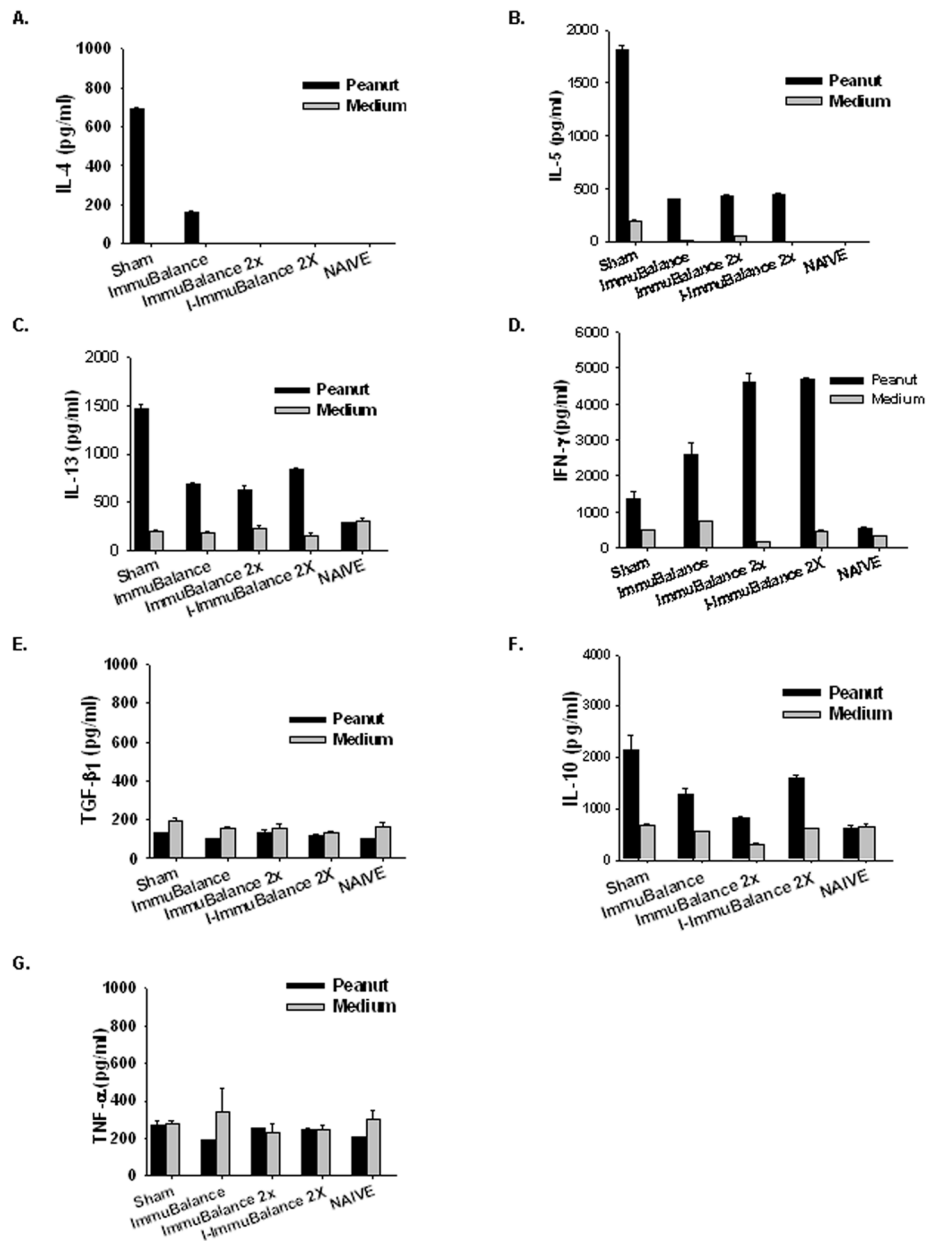 A.
1000
800
600
400
200
0
IL-4 (pg/ml)
Peanut
Medium
Sham
ImmuBalance
ImmuBalance 2x
I-ImmuBalance 2X
NAIVE
B.
2000
1500
1000
500
0
IL-5 (pg/ml)
Peanut
Medium
Sham
ImmuBalance
ImmuBalance 2x
I-ImmuBalance 2x
NAIVE
C.
2000
1500
1000
500
0
IL-13 (pg/ml)
Peanut
Medium
Sham
ImmuBalance
ImmuBalance 2x
I-ImmuBalance 2X
NAIVE
D.
6000
5000
4000
3000
2000
1000
0
IFN-γ(pg/ml)
Peanut
Medium
Sham
ImmuBalance
ImmuBalance 2x
I-ImmuBalance 2X
NAIVE
E.
1000
800
600
400
200
0
TGF-β1 (pg/ml)
Peanut
Medium
Sham
ImmuBalance
ImmuBalance 2x
I-ImmuBalance 2X
NAIVE
F.
4000
3000
2000
1000
0
IL-10 (pg/ml)
Peanut
Medium
Sham
ImmuBalance
ImmuBalance 2x
I-ImmuBalance 2X
NAIVE
G.
1000
800
600
400
200
0
TNF-α(pg/ml)
Peanut
Medium
Sham
ImmuBalance
ImmuBalance 2x
I-ImmuBalance 2X
NAIVE